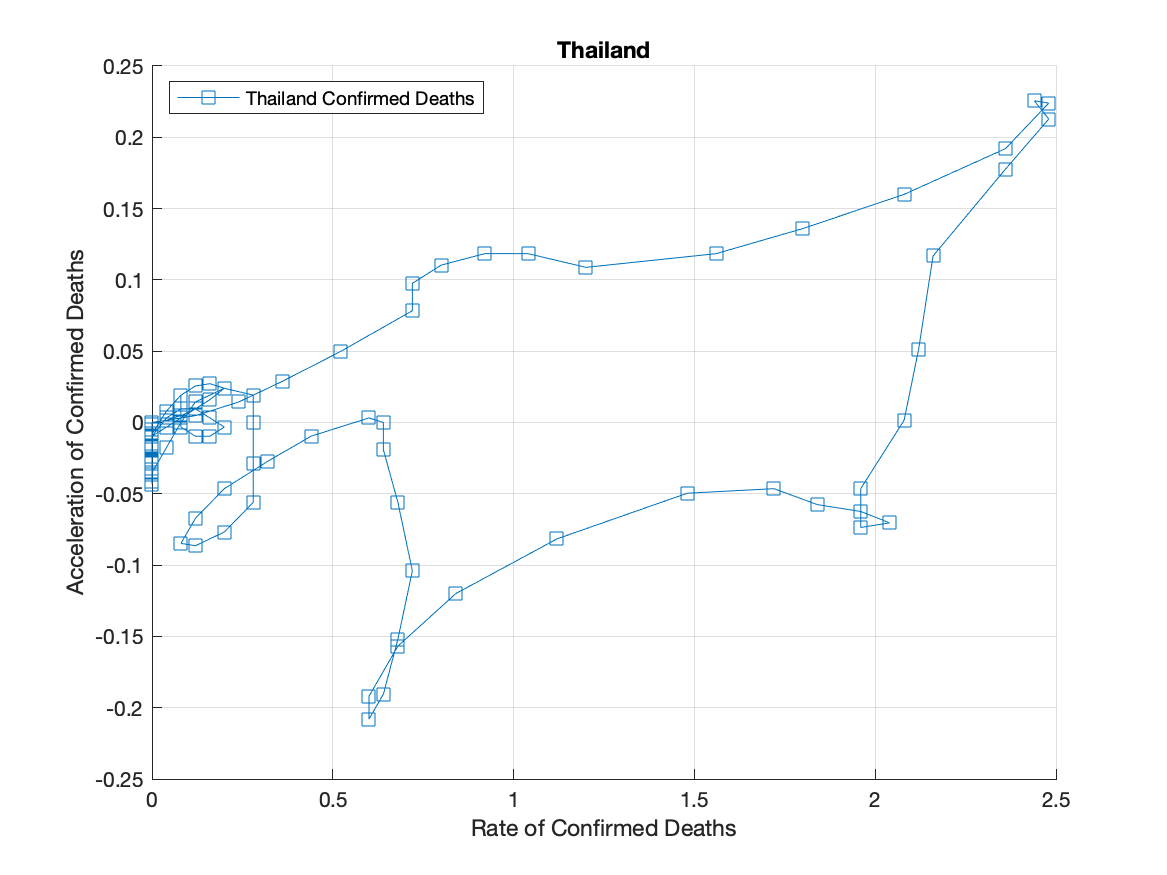 Thailand
Thailand Confirmed Deaths
0.25
0.2
0.15
0.1
0.05
0
-0.05
-0.1
-0.15
-0.2
-0.25
Acceleration of Confirmed Deaths
0 0.5 1 1.5 2 2.5
Rate of Confirmed Deaths